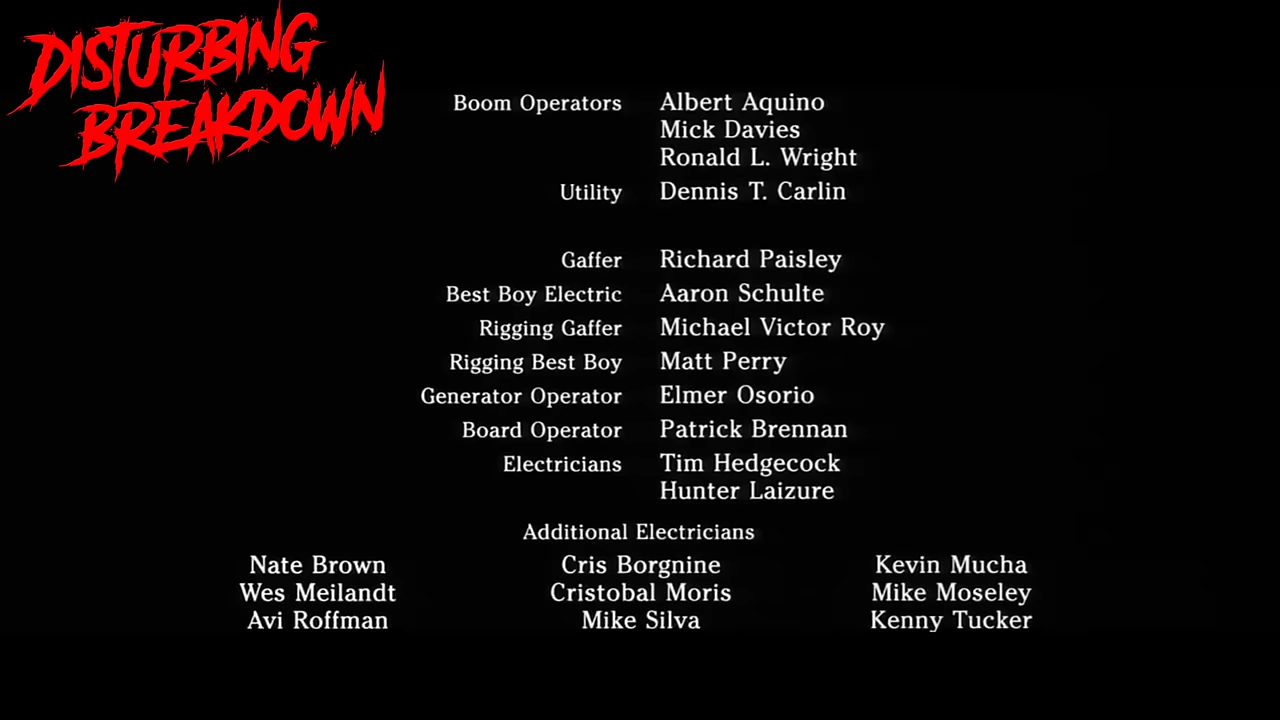 DISTURBING
BREAKDOWN
Boom Operators Albert Aquino
Mick Davies
Ronald L. Wright
Utility Dennis T. Carlin
Gaffer Richard Paisley
Best Boy Electric Aaron Schulte
Rigging Gaffer Michael Victor Roy
Rigging Best Boy Matt Perry
Generator Operator Elmer Osorio
Board Operator Patrick Brennan
Electricians Tim Hedgecock
Hunter Laizure
Additional Electricians
Nate Brown Cris Borgnine Kevin Mucha
Wes Meilandt Cristobal Moris Mike Moseley
Avi Roffman Mike Silva Kenny Tucker